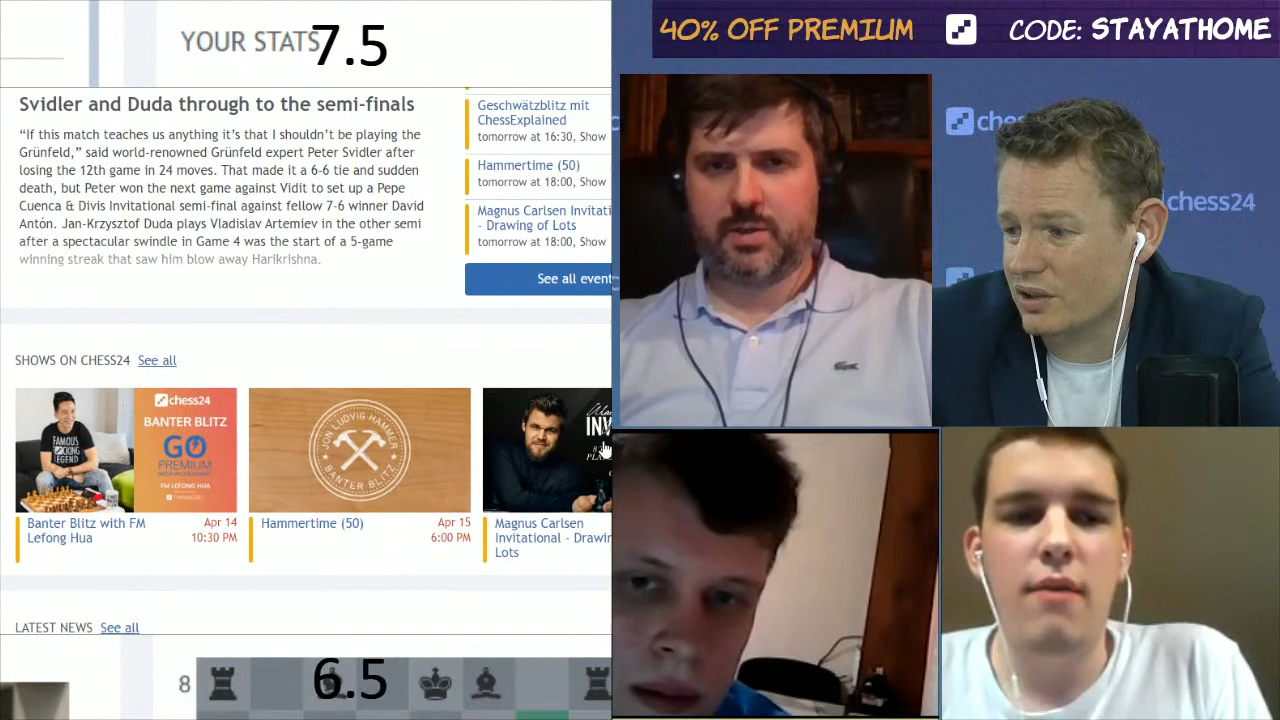 YOUR STATS
7.5
Svidler and Duda through to the semi-finals
“If this match teaches us anything it’s that I shouldn’t be playing the
Grünfeld,” said world-renowned Grünfeld expert Peter Svidler after
losing the 12th game in 24 moves. That made it a 6-6 tie and sudden
death, but Peter won the next game against Vidit to set up a Pepe
Cuenca & Divis Invitational semi-final against fellow 7-6 winner David
Antón. Jan-Krzysztof Duda plays Vladislav Artemiev in the other semi
after a spectacular swindle in Game 4 was the start of a 5-game
winning streak that saw him blow away Harikrishna.
Geschwätzblitz mit
ChessExplained
tomorrow at 16:30, Show
Hammertime (50)
tomorrow at 18:00, Show
Magnus Carlsen Invitati
- Drawing of Lots
tomorrow at 18:00, Show
See all event
SHOWS ON CHESS24 See all
chess24
BANTER BLITZ
GO
PREMIUM
FM LEFONG HUA
FAMOUS
LEGEND
JON LUDVIG HAMMER
BANTER BLITZ
INV
Banter Blitz with FM
Lefong Hua
Apr 14
10:30 PM
Hammertime (50)
Apr 15
6:00 PM
Magnus Carlsen
Invitational - Drawin
Lots
LATEST NEWS See all
8
6.5
40% OFF PREMIUM
CODE: STAYATHOME
chess
chess24